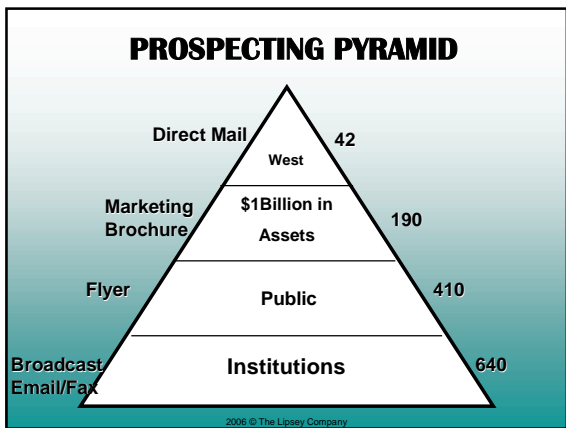 PROSPECTING PYRAMID
Direct Mail
West
42
Marketing
Brochure
$1Billion in
Assets
190
Flyer
Public
410
Broadcast
Email/Fax
Institutions
640
2006 © The Lipsey Company